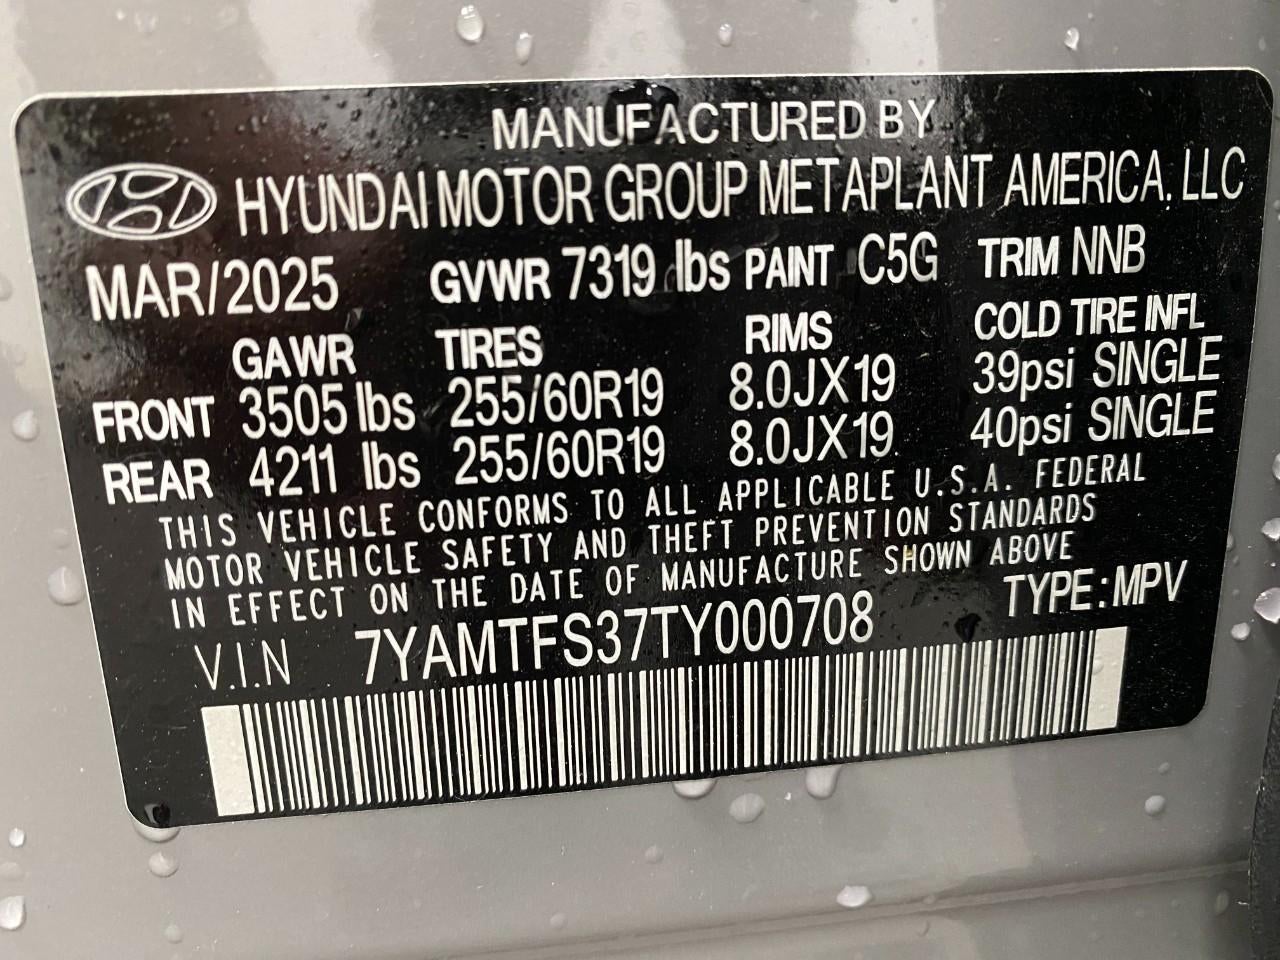 MANUFACTURED BY
HYUNDAI MOTOR GROUP METAPLANT AMERICA, LLC
MAR/2025 GVWR 7319 lbs PAINT C5G TRIM NNB
GAWR TIRES RIMS COLD TIRE INFL
FRONT 3505 lbs 255/60R19 8.0JX19 39psi SINGLE
REAR 4211 lbs 255/60R19 8.0JX19 40psi SINGLE
THIS VEHICLE CONFORMS TO ALL APPLICABLE U.S.A. FEDERAL
MOTOR VEHICLE SAFETY AND THEFT PREVENTION STANDARDS
IN EFFECT ON THE DATE OF MANUFACTURE SHOWN ABOVE
V.I.N 7YAMTFS37TY000708 TYPE: MPV